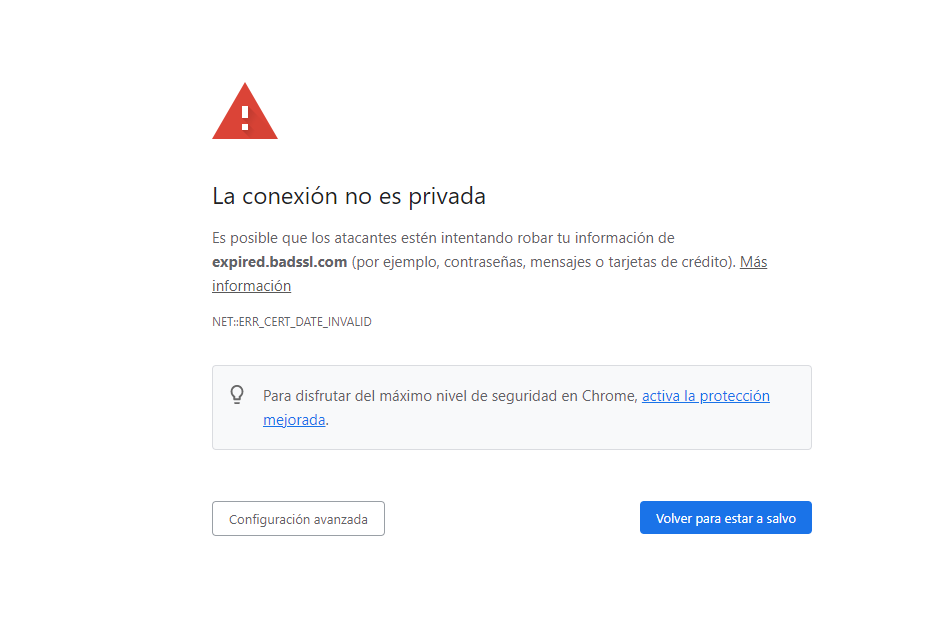 La conexión no es privada
Es posible que los atacantes estén intentando robar tu información de
expired.badssl.com (por ejemplo, contraseñas, mensajes o tarjetas de crédito). Más
información
NET::ERR_CERT_DATE_INVALID
Para disfrutar del máximo nivel de seguridad en Chrome, activa la protección
mejorada.
Configuración avanzada
Volver para estar a salvo